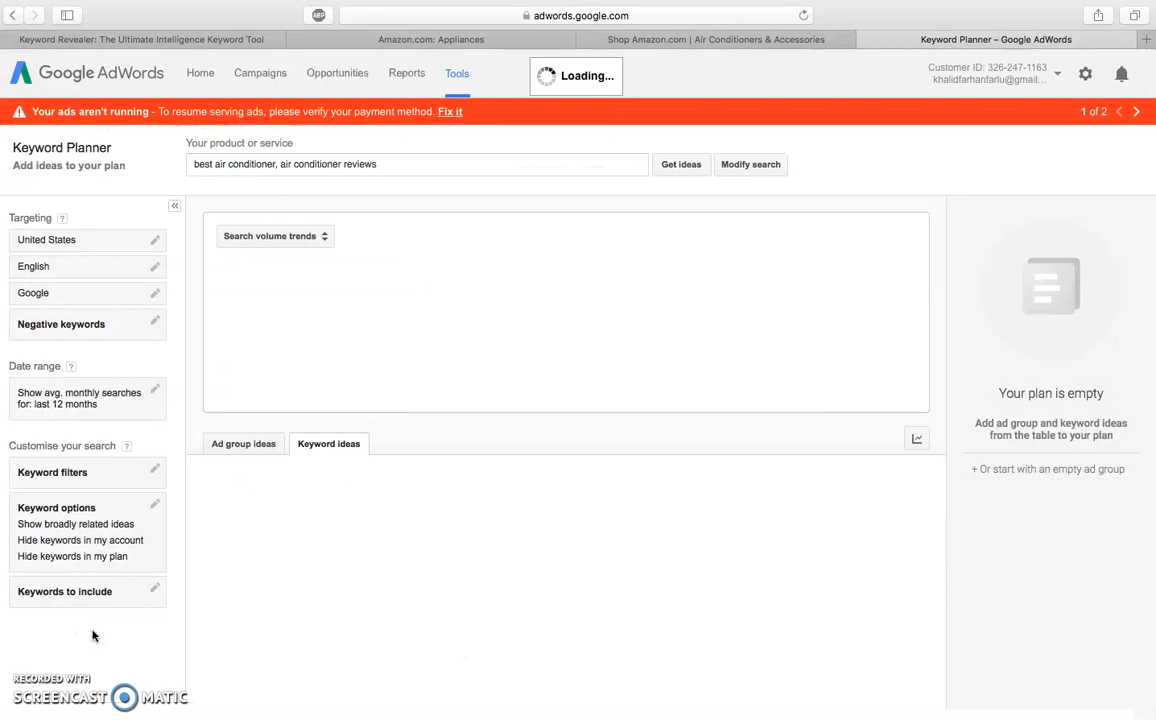 adwords.google.com
ABP
Keyword Revealer: The Ultimate Intelligence Keyword Tool
Amazon.com: Appliances
Shop Amazon.com | Air Conditioners & Accessories
Keyword Planner – Google AdWords
Google AdWords
Home
Campaigns
Opportunities
Reports
Tools
Loading...
Customer ID: 326-247-1163
khalidfarhanfarlu@gmail...
Your ads aren't running - To resume serving ads, please verify your payment method. Fix it
1 of 2
Keyword Planner
Add ideas to your plan
Your product or service
best air conditioner, air conditioner reviews
Get ideas
Modify search
Targeting ?
United States
English
Google
Negative keywords
Date range ?
Show avg. monthly searches
for: last 12 months
Customise your search ?
Keyword filters
Keyword options
Show broadly related ideas
Hide keywords in my account
Hide keywords in my plan
Keywords to include
Search volume trends
Ad group ideas
Keyword ideas
Your plan is empty
Add ad group and keyword ideas
from the table to your plan
+ Or start with an empty ad group
RECORDED WITH
SCREENCAST MATIC